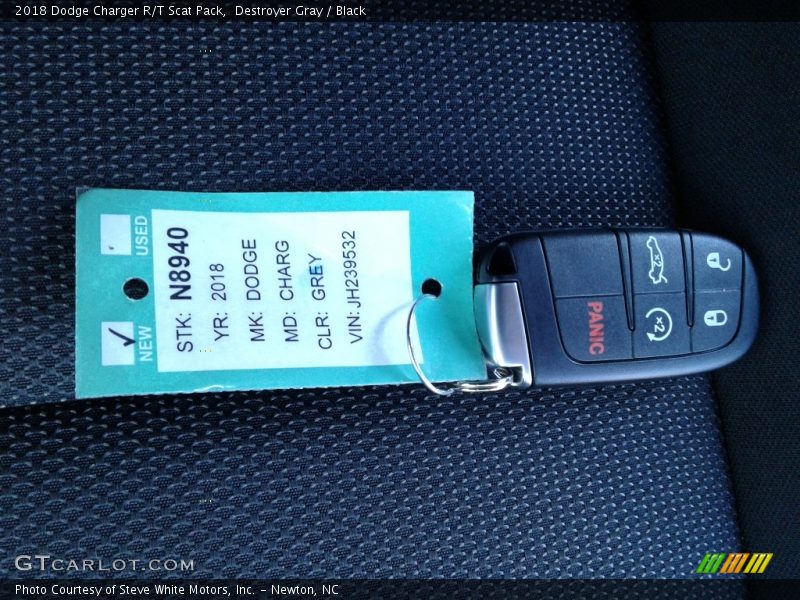 2018 Dodge Charger R/T Scat Pack, Destroyer Gray / Black
USED
NEW
STK: N8940
YR: 2018
MK: DODGE
MD: CHARG
CLR: GREY
VIN: JH239532
PANIC
x2
x2
GTCARLOT.COM
Photo Courtesy of Steve White Motors, Inc. - Newton, NC